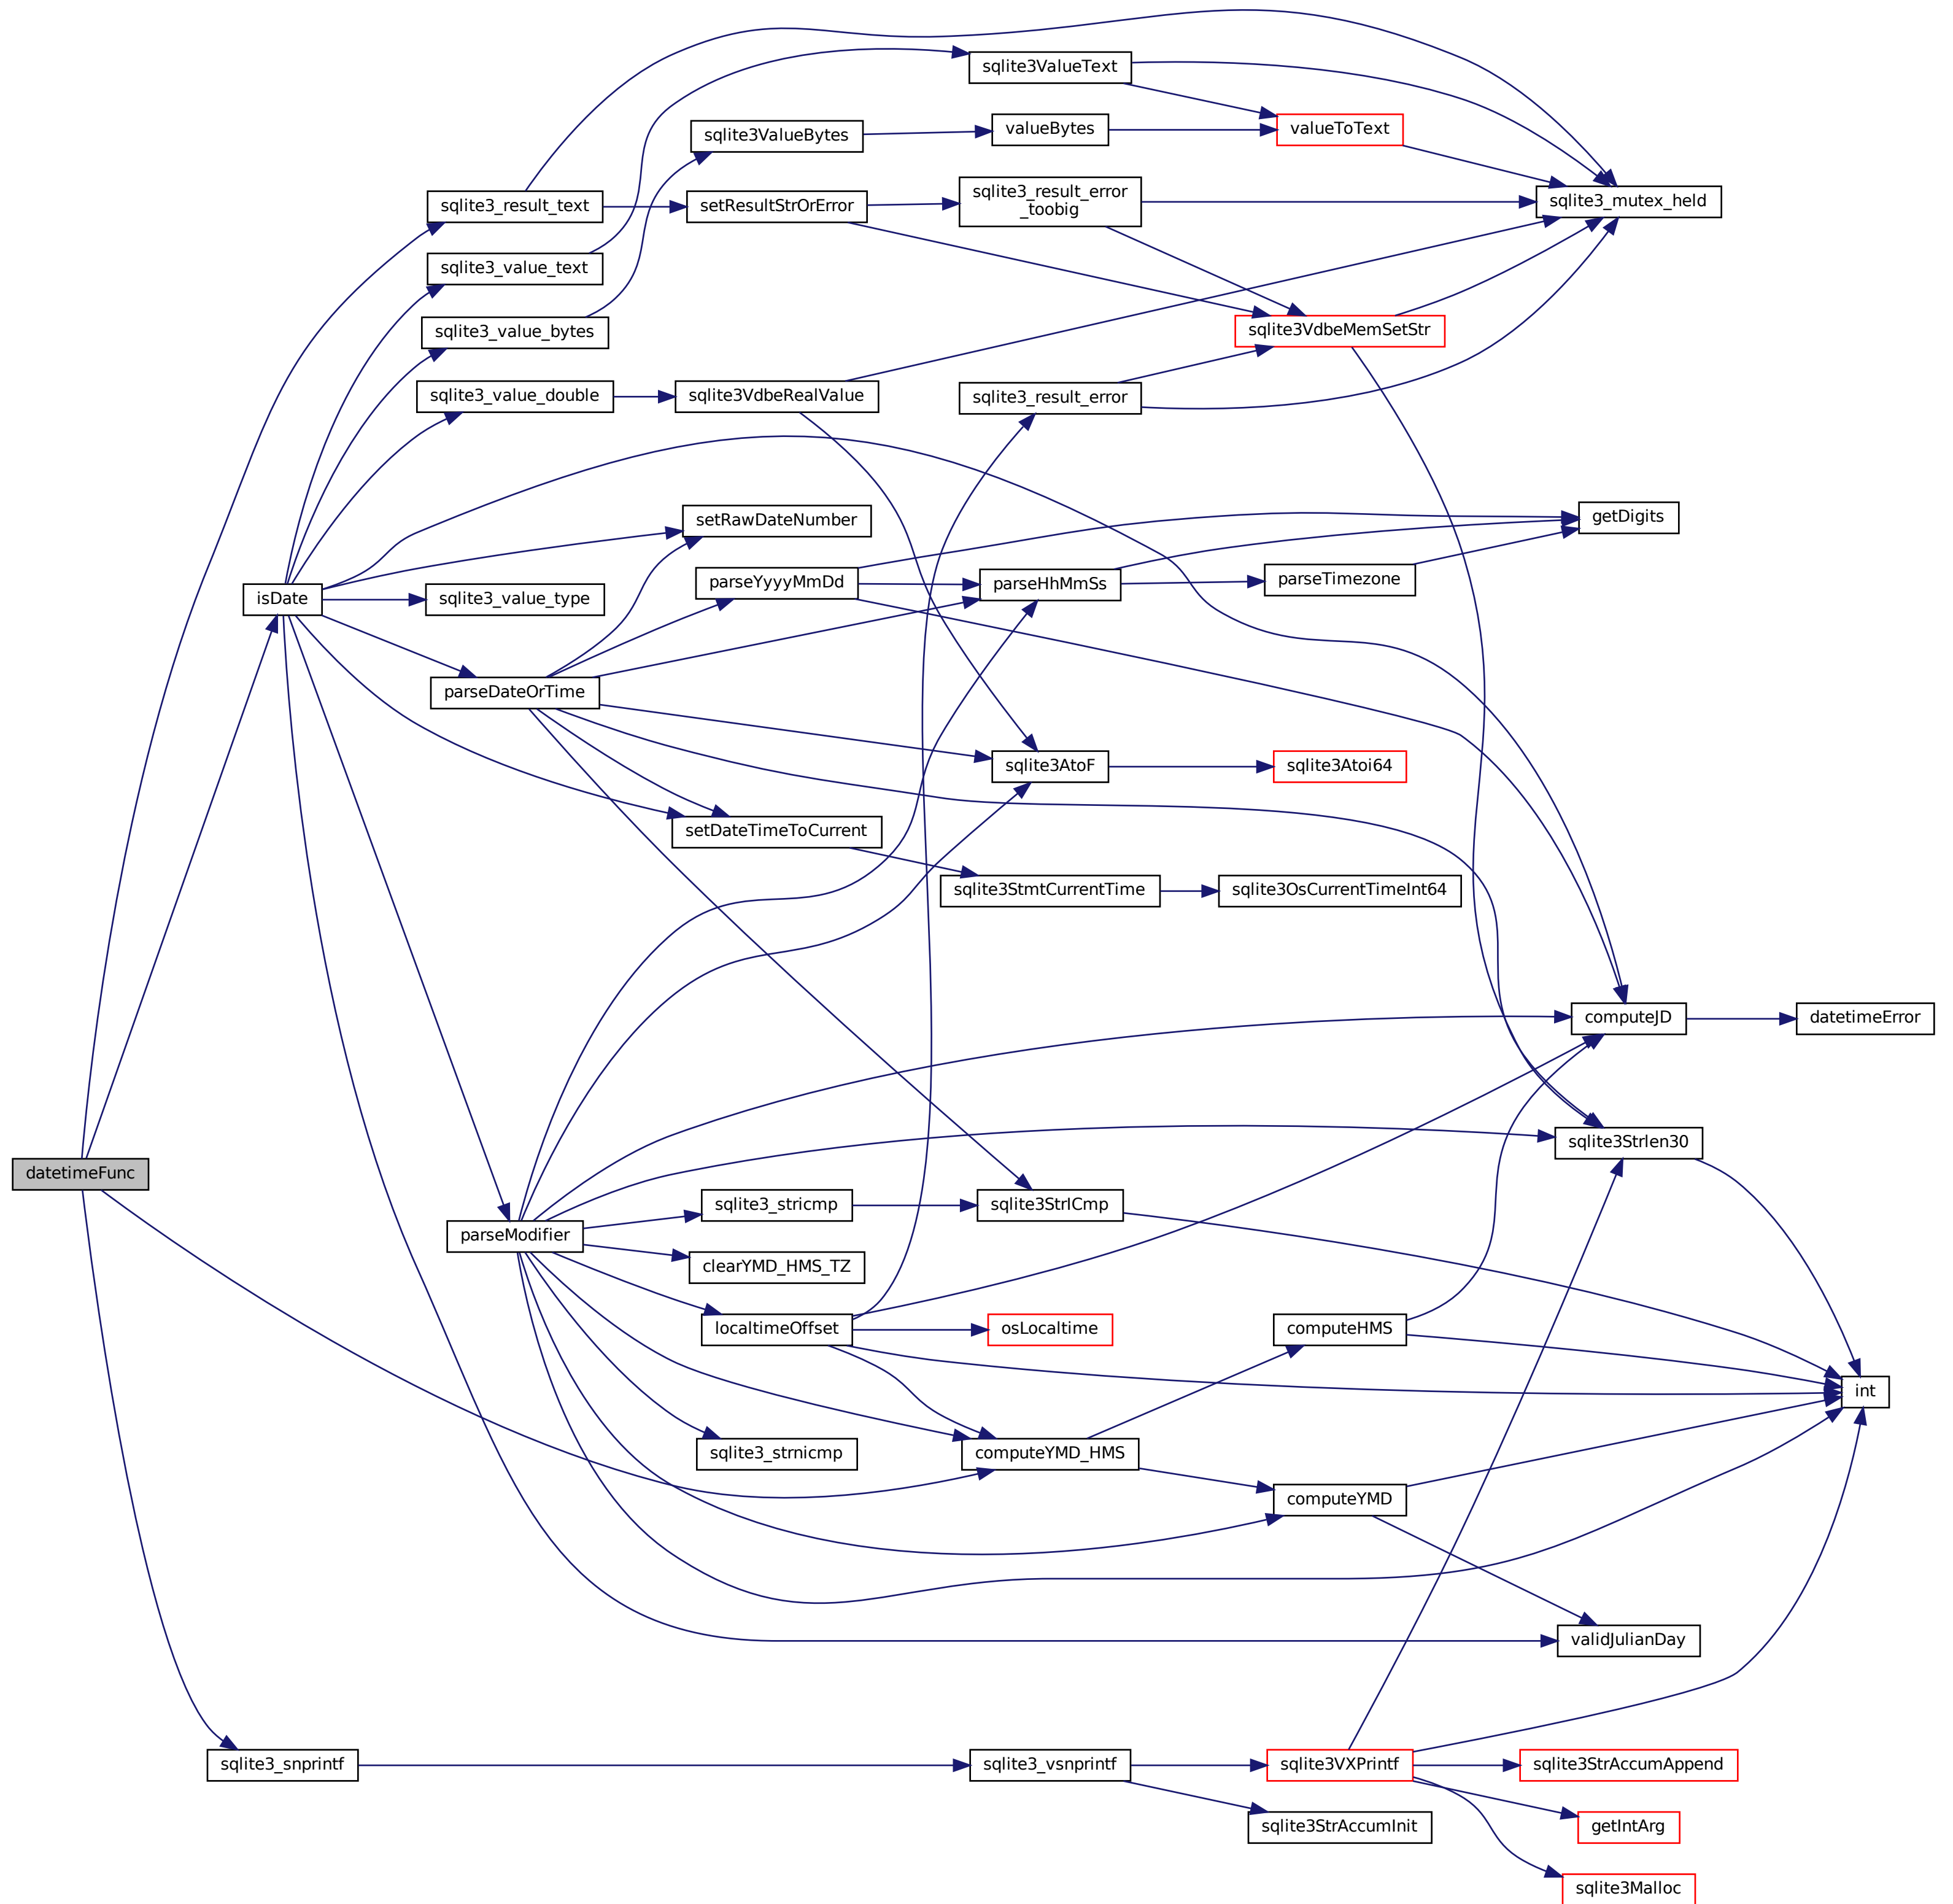 sqlite3ValueText
sqlite3ValueBytes
valueBytes
valueToText
sqlite3_result_text
setResultStrOrError
sqlite3_result_error
_toobig
sqlite3_mutex_held
sqlite3_value_text
sqlite3_value_bytes
sqlite3VdbeMemSetStr
sqlite3_value_double
sqlite3VdbeRealValue
sqlite3_result_error
setRawDateNumber
getDigits
isDate
sqlite3_value_type
parseYyyyMmDd
parseHhMmSs
parseTimezone
parseDateOrTime
sqlite3AtoF
sqlite3Atoi64
setDateTimeToCurrent
sqlite3StmtCurrentTime
sqlite3OsCurrentTimeInt64
computeJD
datetimeError
sqlite3Strlen30
datetimeFunc
sqlite3_stricmp
sqlite3StrICmp
parseModifier
clearYMD_HMS_TZ
localtimeOffset
osLocaltime
computeHMS
int
sqlite3_strnicmp
computeYMD_HMS
computeYMD
validJulianDay
sqlite3_snprintf
sqlite3_vsnprintf
sqlite3VXPrintf
sqlite3StrAccumAppend
sqlite3StrAccumInit
getIntArg
sqlite3Malloc